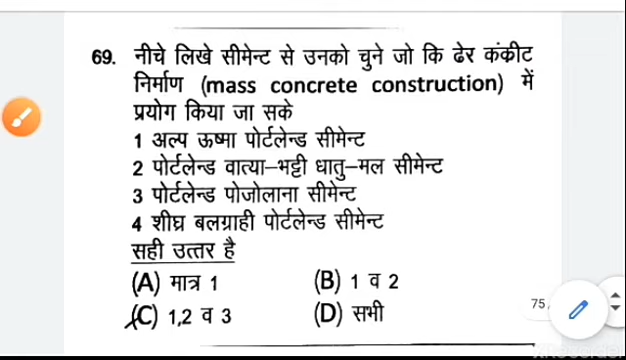 69. नीचे लिखे सीमेन्ट से उनको चुने जो कि ढेर कंक्रीट
निर्माण (mass concrete construction) में
प्रयोग किया जा सके
1 अल्प ऊष्मा पोर्टलेन्ड सीमेन्ट
2 पोर्टलेन्ड वात्या–भट्टी धातु–मल सीमेन्ट
3 पोर्टलेन्ड पोजोलाना सीमेन्ट
4 शीघ्र बलग्राही पोर्टलेन्ड सीमेन्ट
सही उत्तर है
(A) मात्र 1 (B) 1 व 2
(C) 1,2 व 3 (D) सभी
75